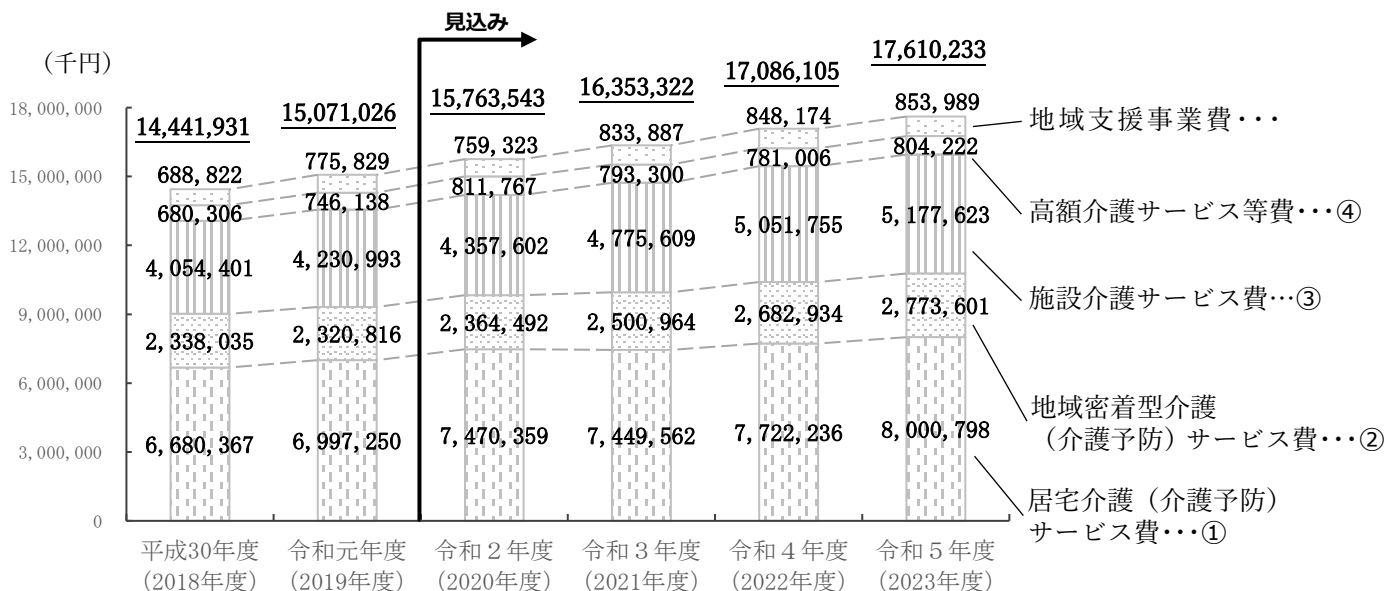 見込み
（千円）
14,441,931
15,071,026
15,763,543
16,353,322
17,086,105
17,610,233
18,000,000
15,000,000
12,000,000
9,000,000
6,000,000
3,000,000
0
688,822
680,306
4,054,401
2,338,035
6,680,367
775,829
746,138
4,230,993
2,320,816
6,997,250
759,323
811,767
4,357,602
2,364,492
7,470,359
833,887
793,300
4,775,609
2,500,964
7,449,562
848,174
781,006
5,051,755
2,682,934
7,722,236
853,989
804,222
5,177,623
2,773,601
8,000,798
地域支援事業費・・・
高額介護サービス等費・・・④
施設介護サービス費…③
地域密着型介護
（介護予防）サービス費・・・②
居宅介護（介護予防）
サービス費・・・①
平成30年度
（2018年度）
令和元年度
（2019年度）
令和２年度
（2020年度）
令和３年度
（2021年度）
令和４年度
（2022年度）
令和５年度
（2023年度）